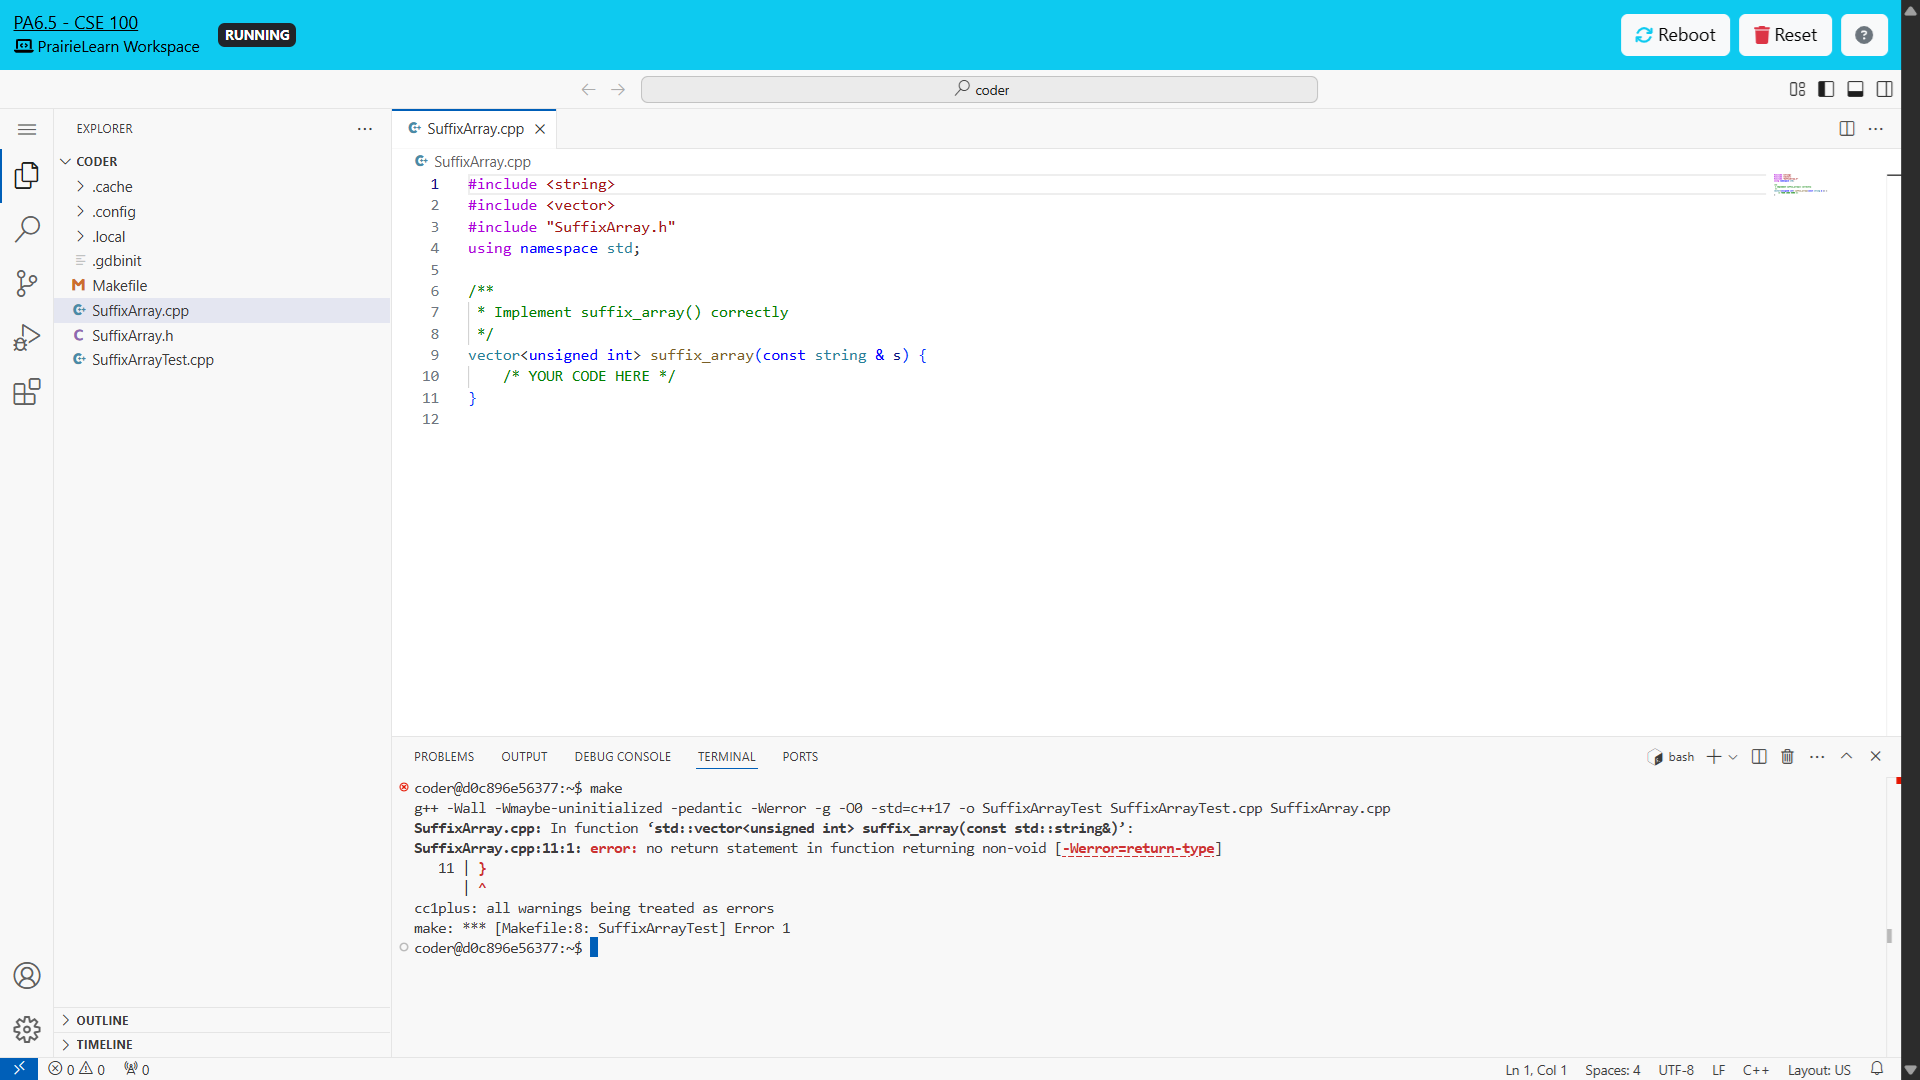 PA6.5 - CSE 100
PrairieLearn Workspace
RUNNING
Reboot
Reset
?
coder
EXPLORER
CODER
.cache
.config
.local
.gdbinit
Makefile
SuffixArray.cpp
SuffixArray.h
SuffixArrayTest.cpp
OUTLINE
TIMELINE
SuffixArray.cpp
SuffixArray.cpp
1 #include <string>
2 #include <vector>
3 #include "SuffixArray.h"
4 using namespace std;
5
6 /**
7  * Implement suffix_array() correctly
8  */
9 vector<unsigned int> suffix_array(const string & s) {
10     /* YOUR CODE HERE */
11 }
12
PROBLEMS OUTPUT DEBUG CONSOLE TERMINAL PORTS
bash
coder@d0c896e56377:~$ make
g++ -Wall -Wmaybe-uninitialized -pedantic -Werror -g -O0 -std=c++17 -o SuffixArrayTest SuffixArrayTest.cpp SuffixArray.cpp
SuffixArray.cpp: In function ‘std::vector<unsigned int> suffix_array(const std::string&)’:
SuffixArray.cpp:11:1: error: no return statement in function returning non-void [-Werror=return-type]
   11 | }
      | ^
cc1plus: all warnings being treated as errors
make: *** [Makefile:8: SuffixArrayTest] Error 1
coder@d0c896e56377:~$
0 0 0
Ln 1, Col 1 Spaces: 4 UTF-8 LF C++ Layout: US